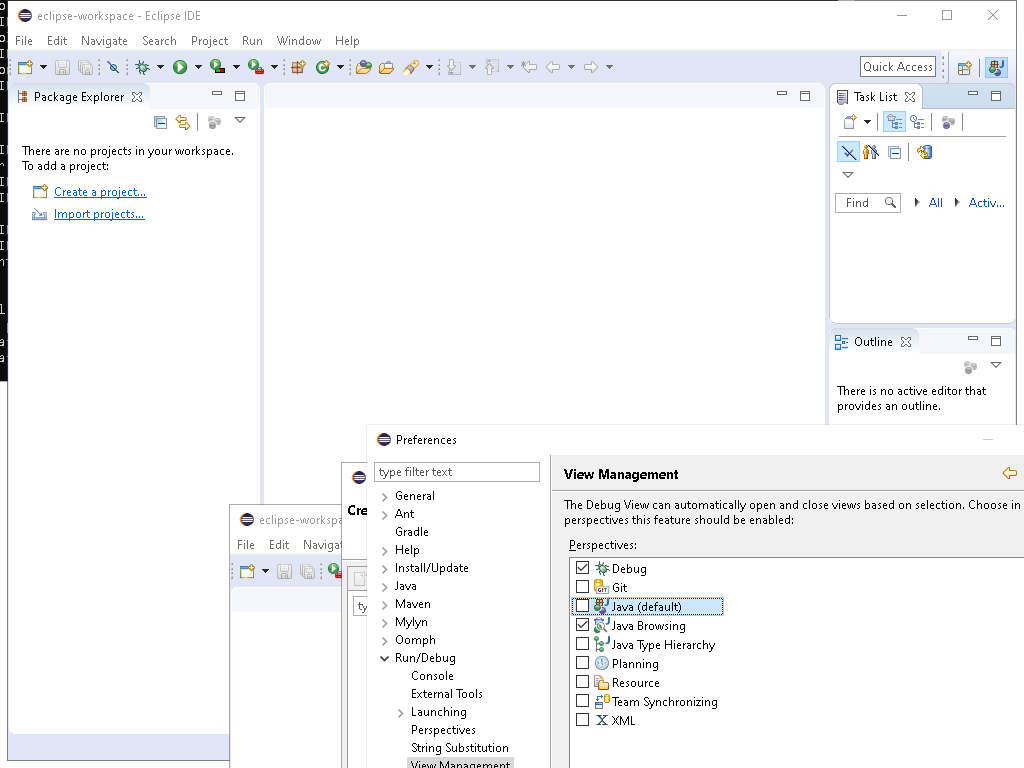 eclipse-workspace - Eclipse IDE
File Edit Navigate Search Project Run Window Help
Quick Access
Package Explorer
There are no projects in your workspace.
To add a project:
Create a project...
Import projects...
Task List
Find
All
Activ...
Outline
There is no active editor that
provides an outline.
eclipse-workspa
File Edit Naviga
Cre
ty
Preferences
type filter text
General
Ant
Gradle
Help
Install/Update
Java
Maven
Mylyn
Oomph
Run/Debug
Console
External Tools
Launching
Perspectives
String Substitution
View Management
View Management
The Debug View can automatically open and close views based on selection. Choose in
perspectives this feature should be enabled:
Perspectives:
Debug
Git
Java (default)
Java Browsing
Java Type Hierarchy
Planning
Resource
Team Synchronizing
XML